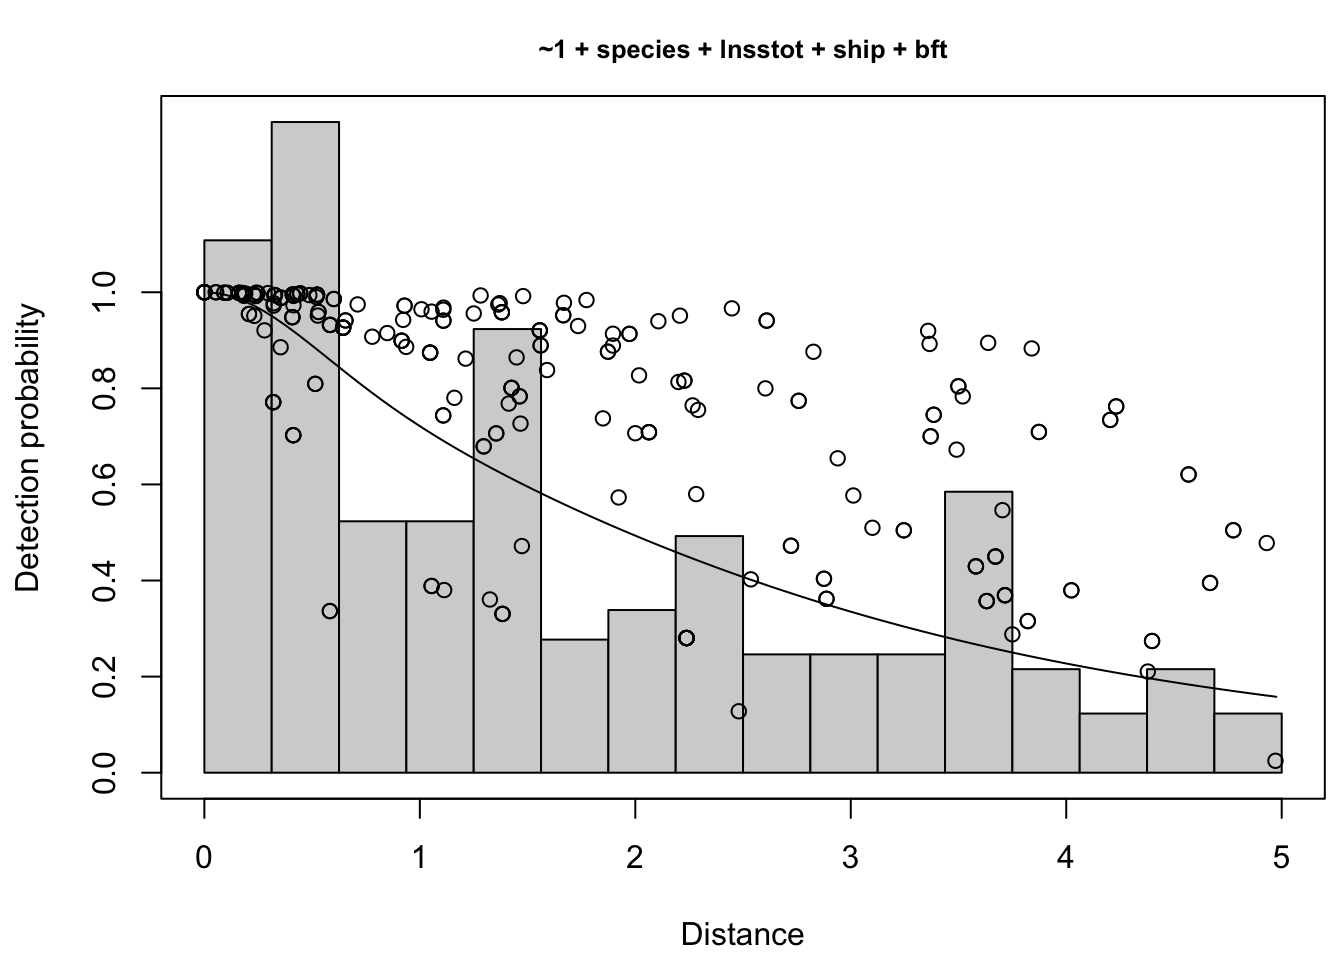 ~1 + species + lnsstot + ship + bft
Detection probability
1.0
0.8
0.6
0.4
0.2
0.0
0 1 2 3 4 5
Distance